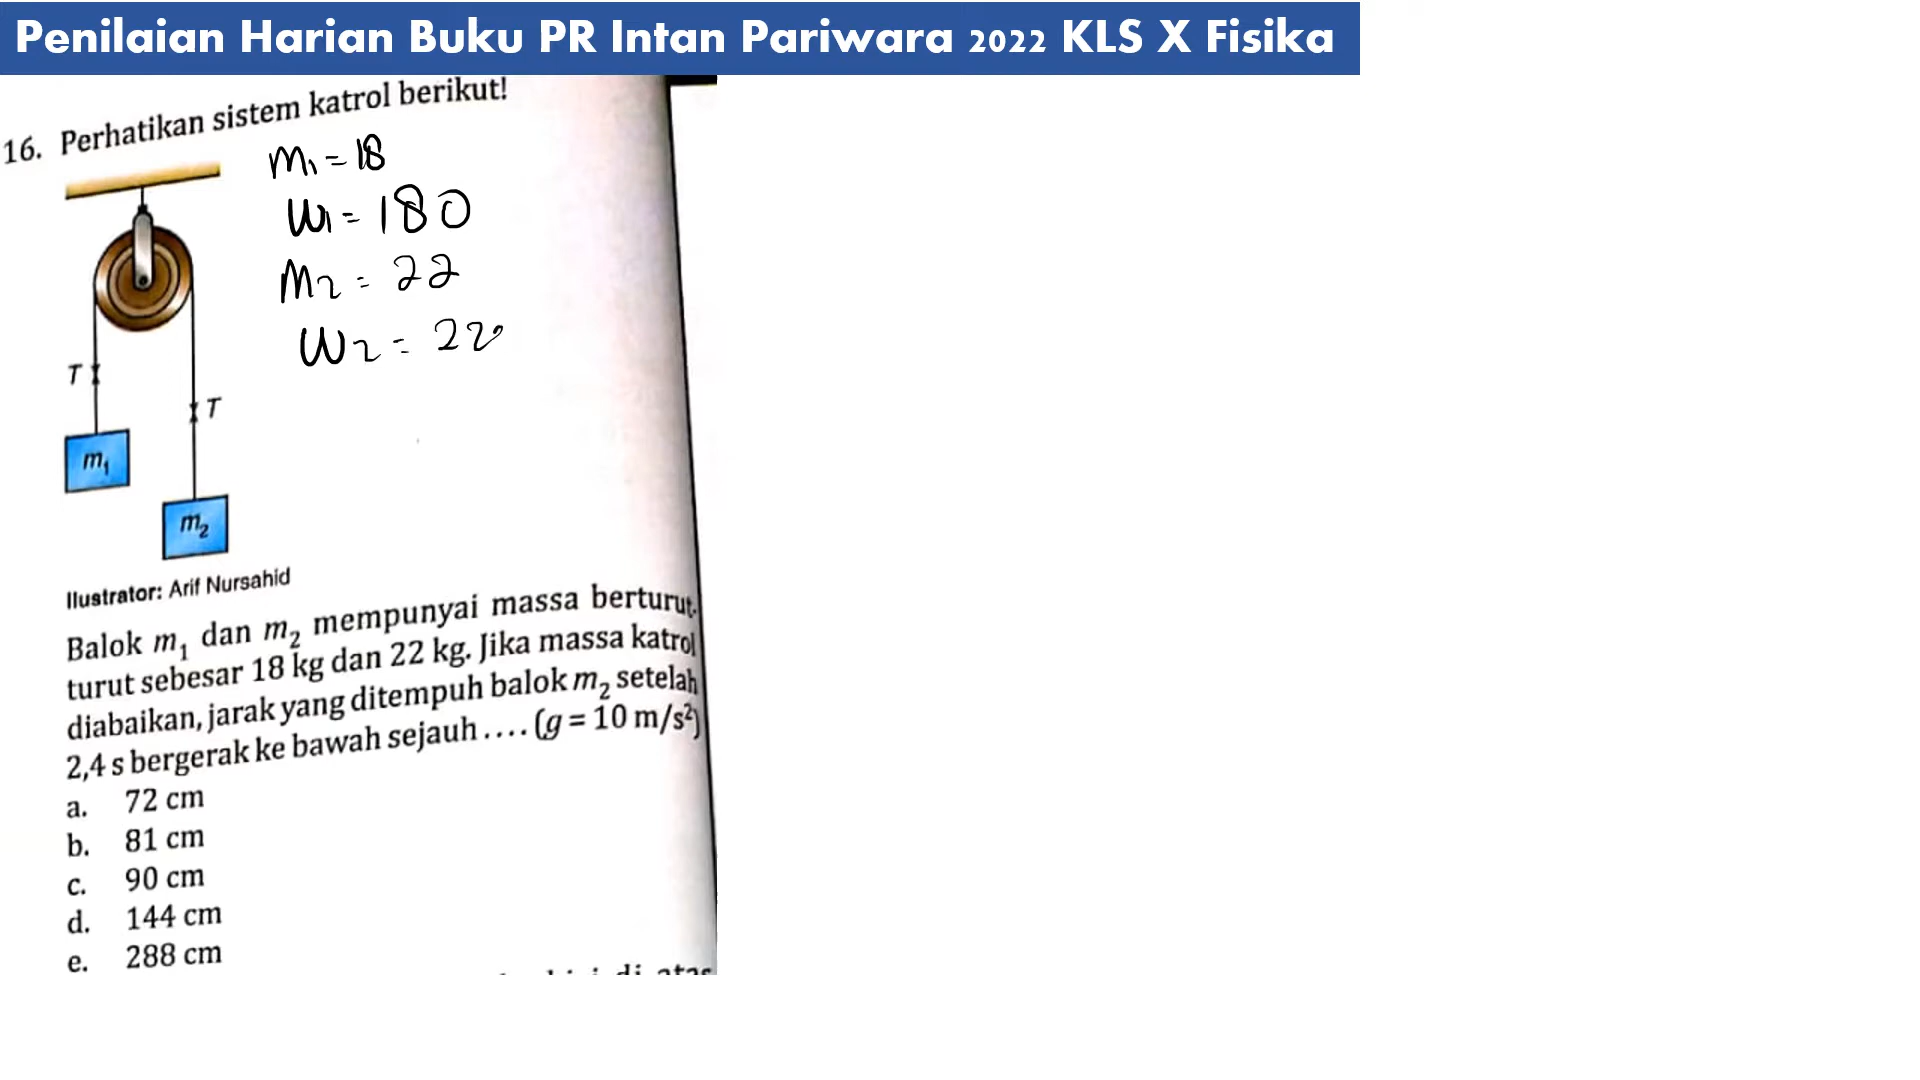 Penilaian Harian Buku PR Intan Pariwara 2022 KLS X Fisika
16. Perhatikan sistem katrol berikut!
m1 = 18
W1 = 180
m2 = 22
W2 = 220
T
T
m1
m2
Ilustrator: Arif Nursahid
Balok m1 dan m2 mempunyai massa berturut-
turut sebesar 18 kg dan 22 kg. Jika massa katrol
diabaikan, jarak yang ditempuh balok m2 setelah
2,4 s bergerak ke bawah sejauh . . . . (g = 10 m/s²)
a. 72 cm
b. 81 cm
c. 90 cm
d. 144 cm
e. 288 cm
di atas